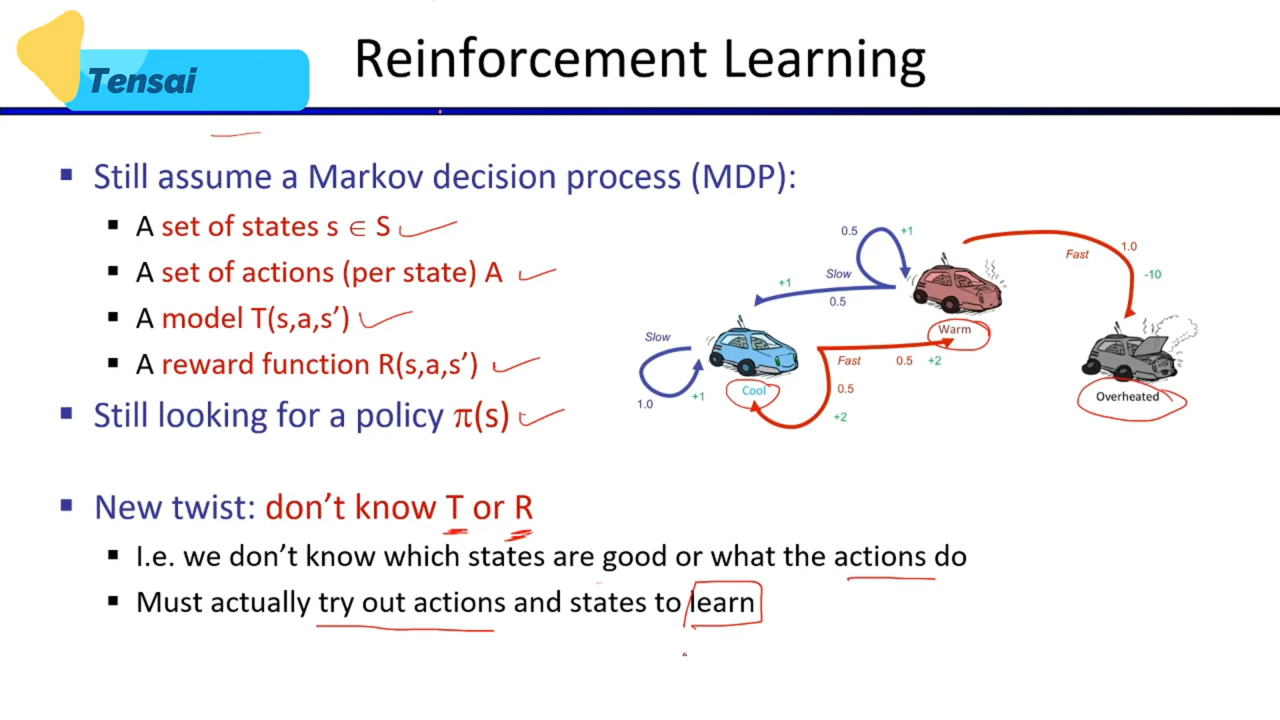 Tensai
Reinforcement Learning
▪ Still assume a Markov decision process (MDP):
▪ A set of states s ∈ S
▪ A set of actions (per state) A
▪ A model T(s,a,s’)
▪ A reward function R(s,a,s’)
▪ Still looking for a policy π(s)
▪ New twist: don’t know T or R
▪ I.e. we don’t know which states are good or what the actions do
▪ Must actually try out actions and states to learn
0.5 +1
Slow
+1
0.5
Warm
Fast 1.0
-10
Overheated
Slow
1.0 +1
Cool
Fast 0.5 +2
0.5
+2